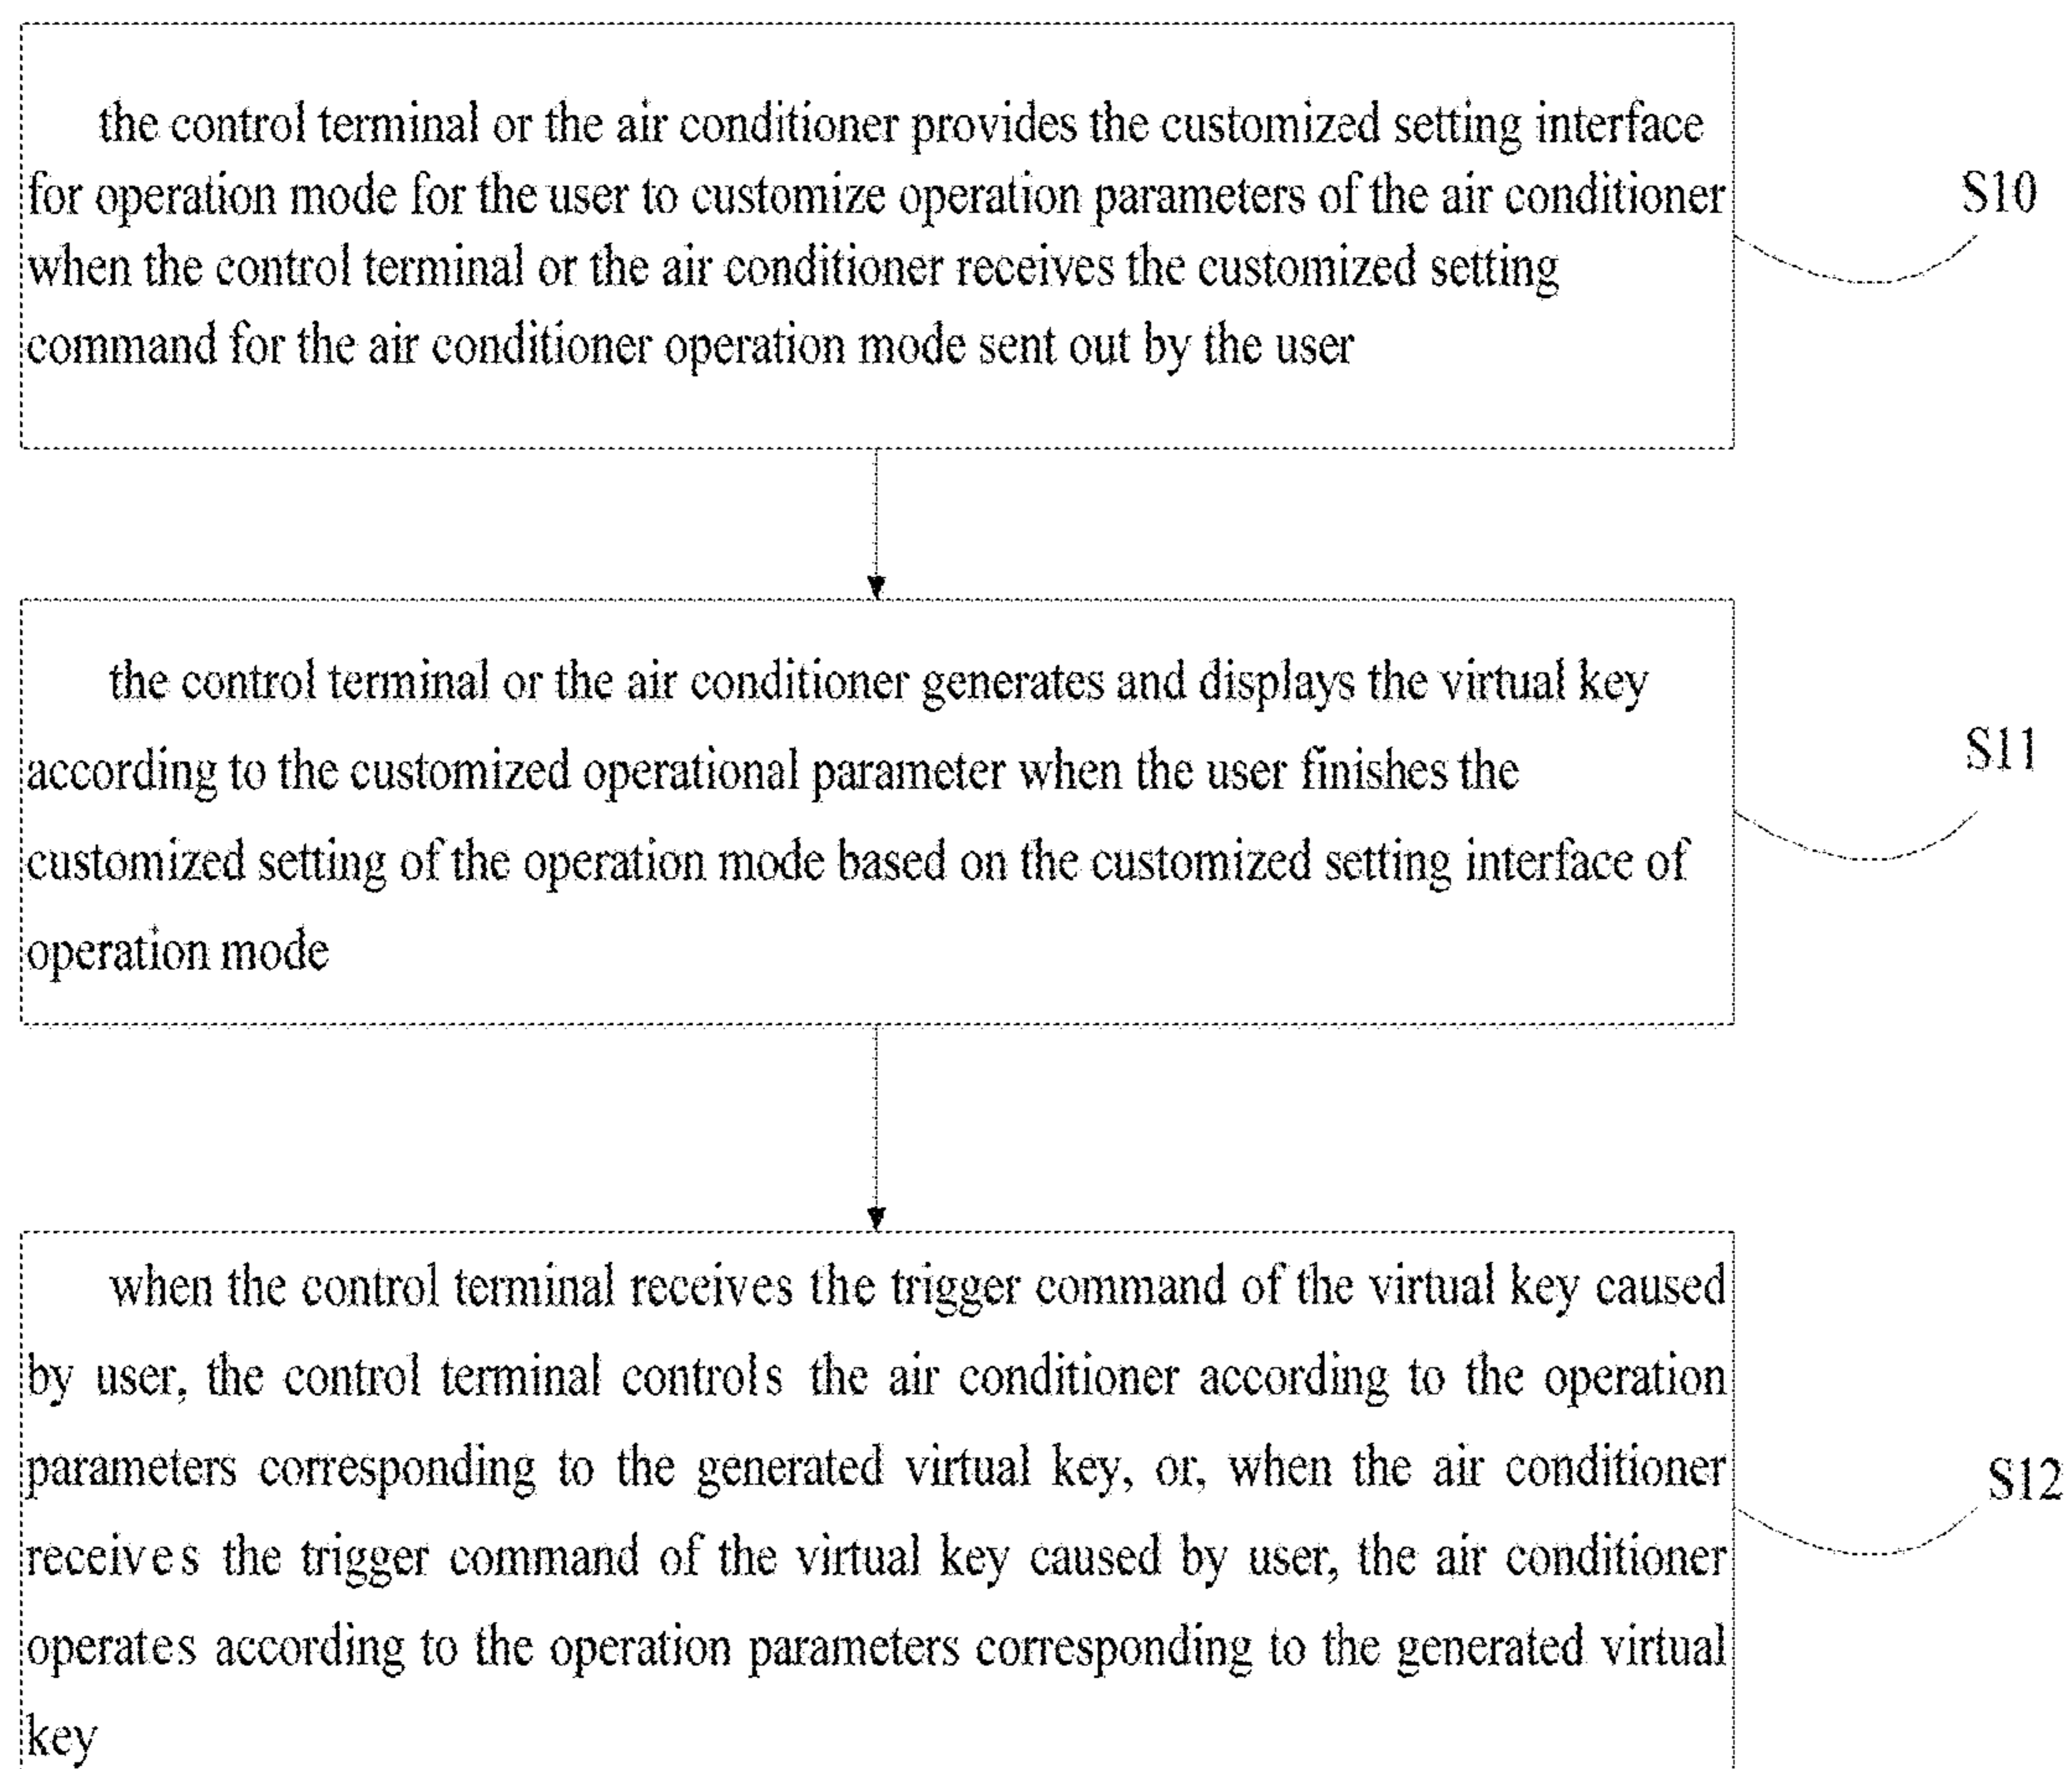 the control terminal or the air conditioner provides the customized setting interface
for operation mode for the user to customize operation parameters of the air conditioner
when the control terminal or the air conditioner receives the customized setting
command for the air conditioner operation mode sent out by the user
S10
the control terminal or the air conditioner generates and displays the virtual key
according to the customized operational parameter when the user finishes the
customized setting of the operation mode based on the customized setting interface of
operation mode
S11
when the control terminal receives the trigger command of the virtual key caused
by user, the control terminal controls the air conditioner according to the operation
parameters corresponding to the generated virtual key, or, when the air conditioner
receives the trigger command of the virtual key caused by user, the air conditioner
operates according to the operation parameters corresponding to the generated virtual
key
S12